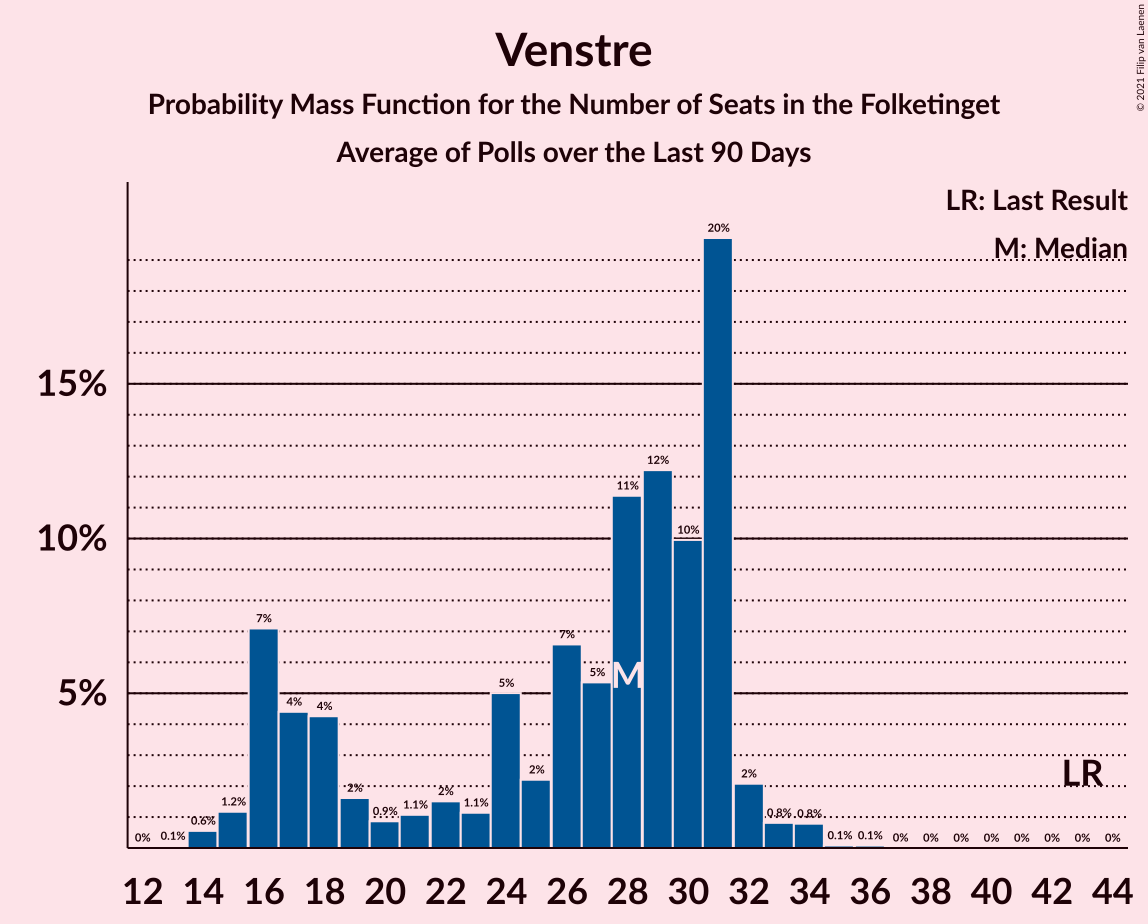 © 2021 Filip van Laenen
Venstre
Probability Mass Function for the Number of Seats in the Folketinget
Average of Polls over the Last 90 Days
LR: Last Result
M: Median
20%
15%
12%
11%
10%
10%
7%
7%
5%
M
5%
5%
4%
4%
2%
LR
2%
2%
2%
1.2%
1.1%
1.1%
0.9%
0.8%
0.8%
0.6%
0% 0.1% 0.1% 0.1% 0% 0% 0% 0% 0% 0% 0% 0%
12 14 16 18 20 22 24 26 28 30 32 34 36 38 40 42 44